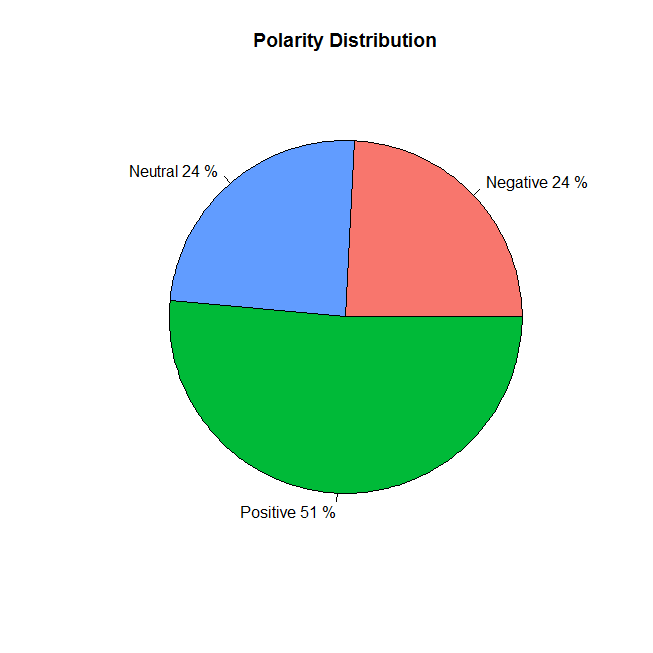 Polarity Distribution
Neutral 24 %
Negative 24 %
Positive 51 %